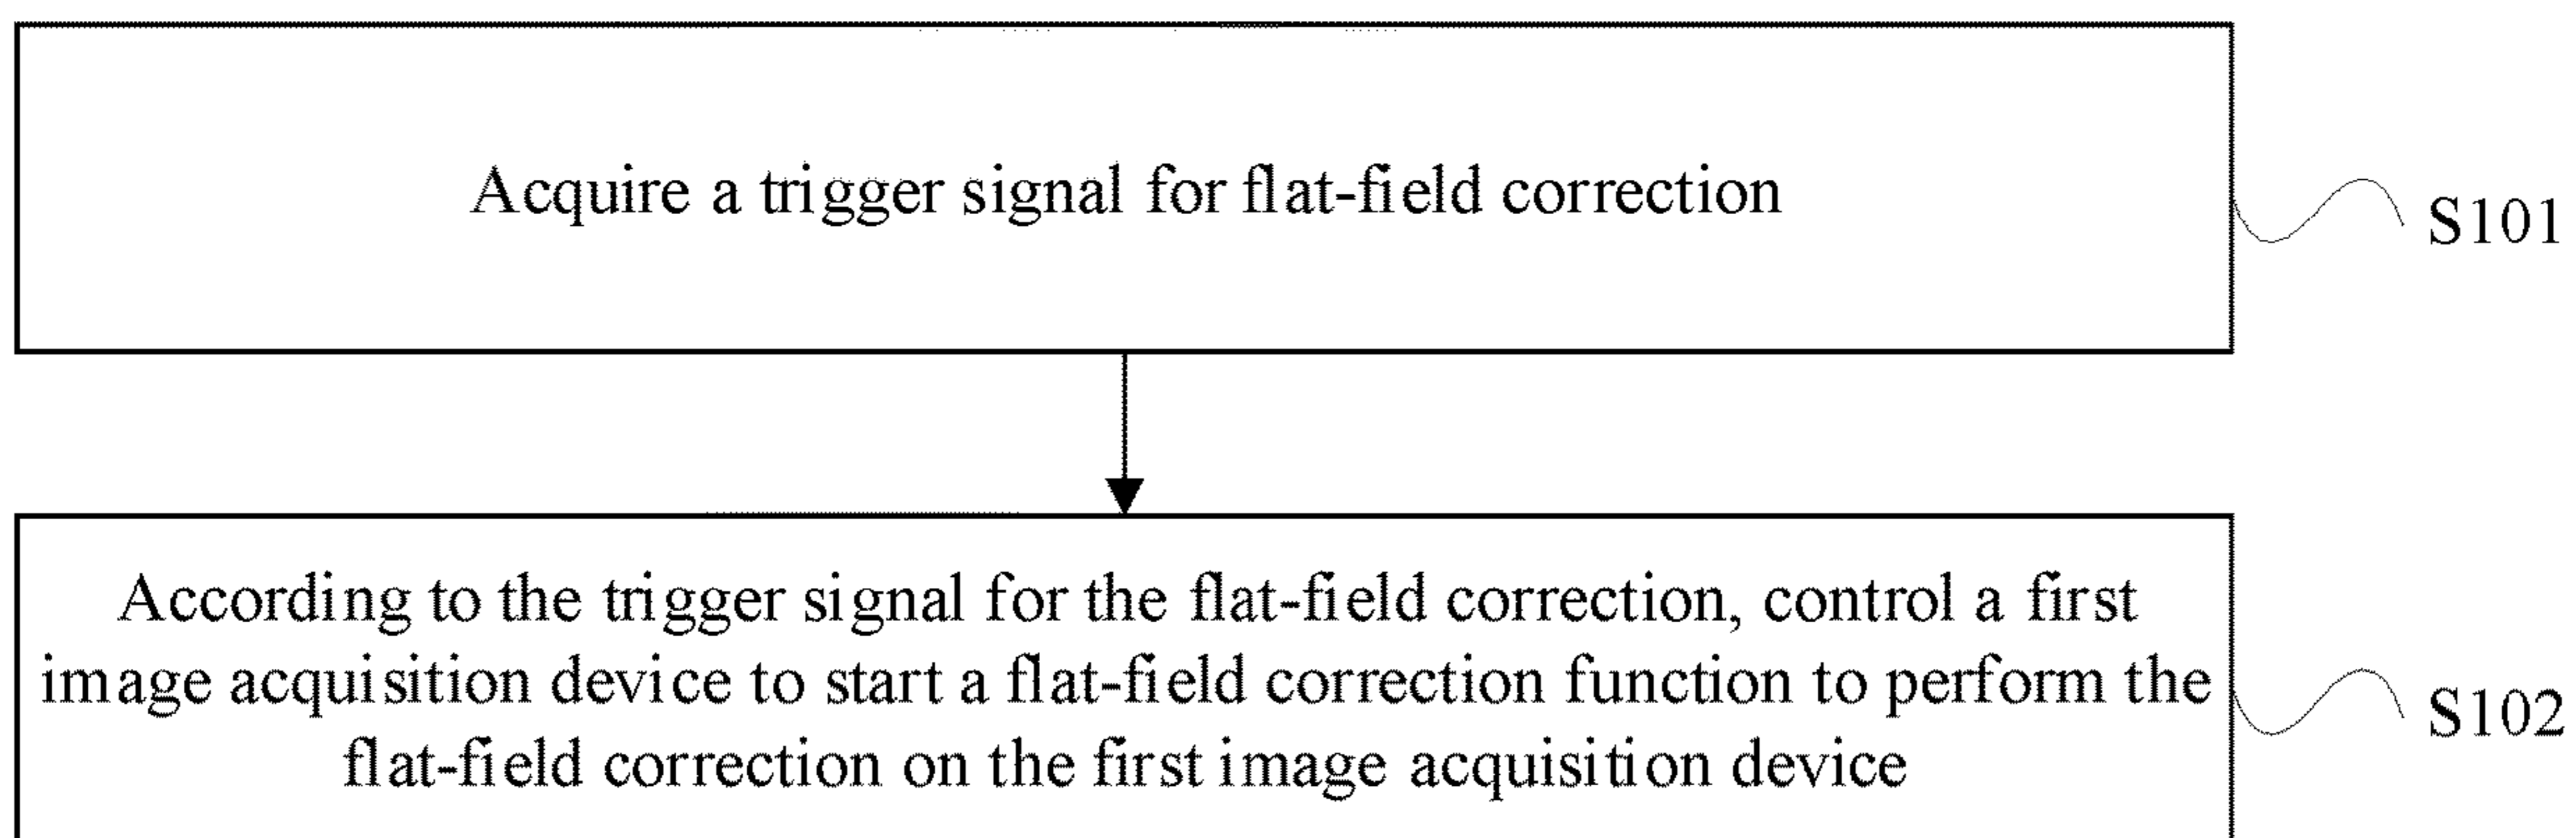 Acquire a trigger signal for flat-field correction
S101
According to the trigger signal for the flat-field correction, control a first
image acquisition device to start a flat-field correction function to perform the
flat-field correction on the first image acquisition device
S102